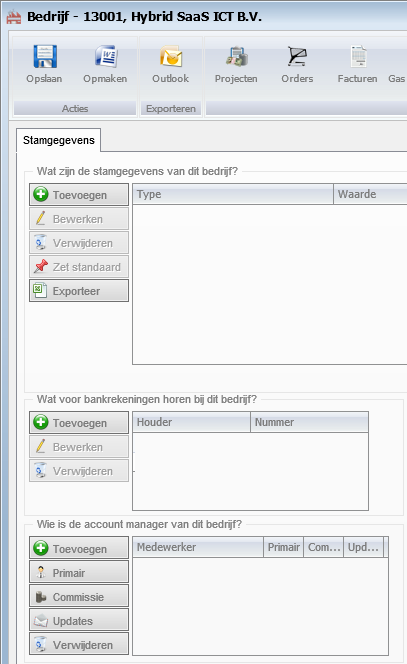 Bedrijf - 13001, Hybrid SaaS ICT B.V.
Opslaan Opmaken Outlook Projecten Orders Facturen Gas
Acties Exporteren
Stamgegevens
Wat zijn de stamgegevens van dit bedrijf?
Toevoegen Type Waarde
Bewerken
Verwijderen
Zet standaard
Exporteer
Wat voor bankrekeningen horen bij dit bedrijf?
Toevoegen Houder Nummer
Bewerken
Verwijderen
Wie is de account manager van dit bedrijf?
Toevoegen Medewerker Primair Com... Upd...
Primair
Commissie
Updates
Verwijderen